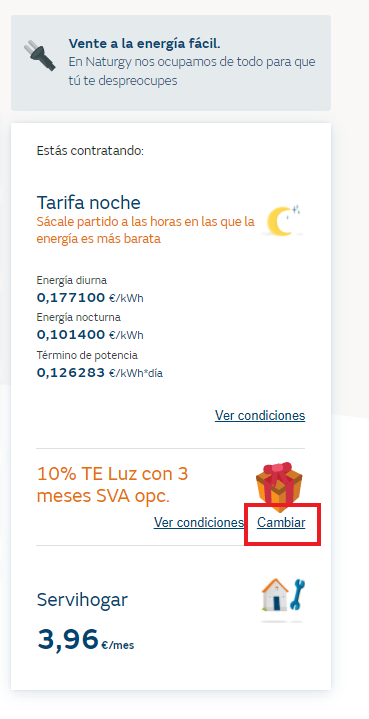 Vente a la energía fácil.
En Naturgy nos ocupamos de todo para que
tú te despreocupes
Estás contratando:
Tarifa noche
Sácale partido a las horas en las que la
energía es más barata
Energía diurna
0,177100 €/kWh
Energía nocturna
0,101400 €/kWh
Término de potencia
0,126283 €/kWh*día
Ver condiciones
10% TE Luz con 3
meses SVA opc.
Ver condiciones Cambiar
Servihogar
3,96 €/mes